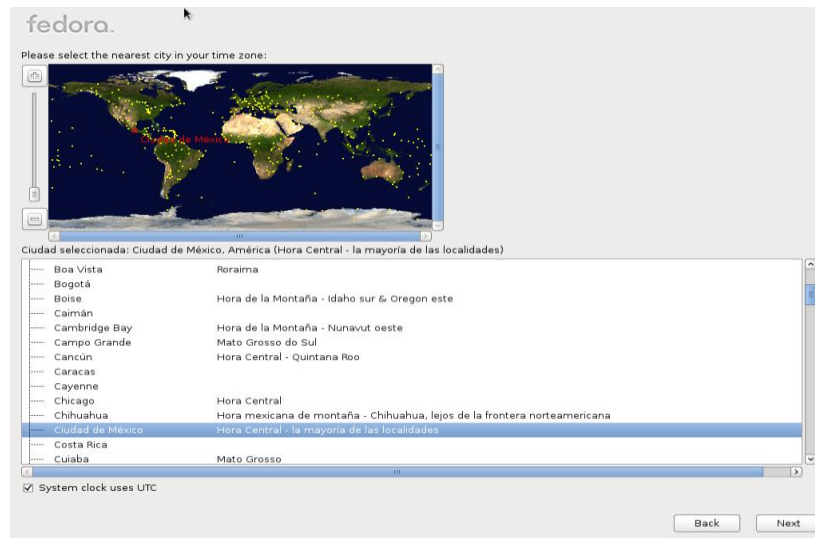 fedora.
Please select the nearest city in your time zone:
Ciudad de México
Ciudad seleccionada: Ciudad de México, América (Hora Central - la mayoría de las localidades)
Boa Vista Roraima
Bogotá
Boise Hora de la Montaña - Idaho sur & Oregon este
Caimán
Cambridge Bay Hora de la Montaña - Nunavut oeste
Campo Grande Mato Grosso do Sul
Cancún Hora Central - Quintana Roo
Caracas
Cayenne
Chicago Hora Central
Chihuahua Hora mexicana de montaña - Chihuahua, lejos de la frontera norteamericana
Ciudad de México Hora Central - la mayoría de las localidades
Costa Rica
Cuiaba Mato Grosso
System clock uses UTC
Back Next